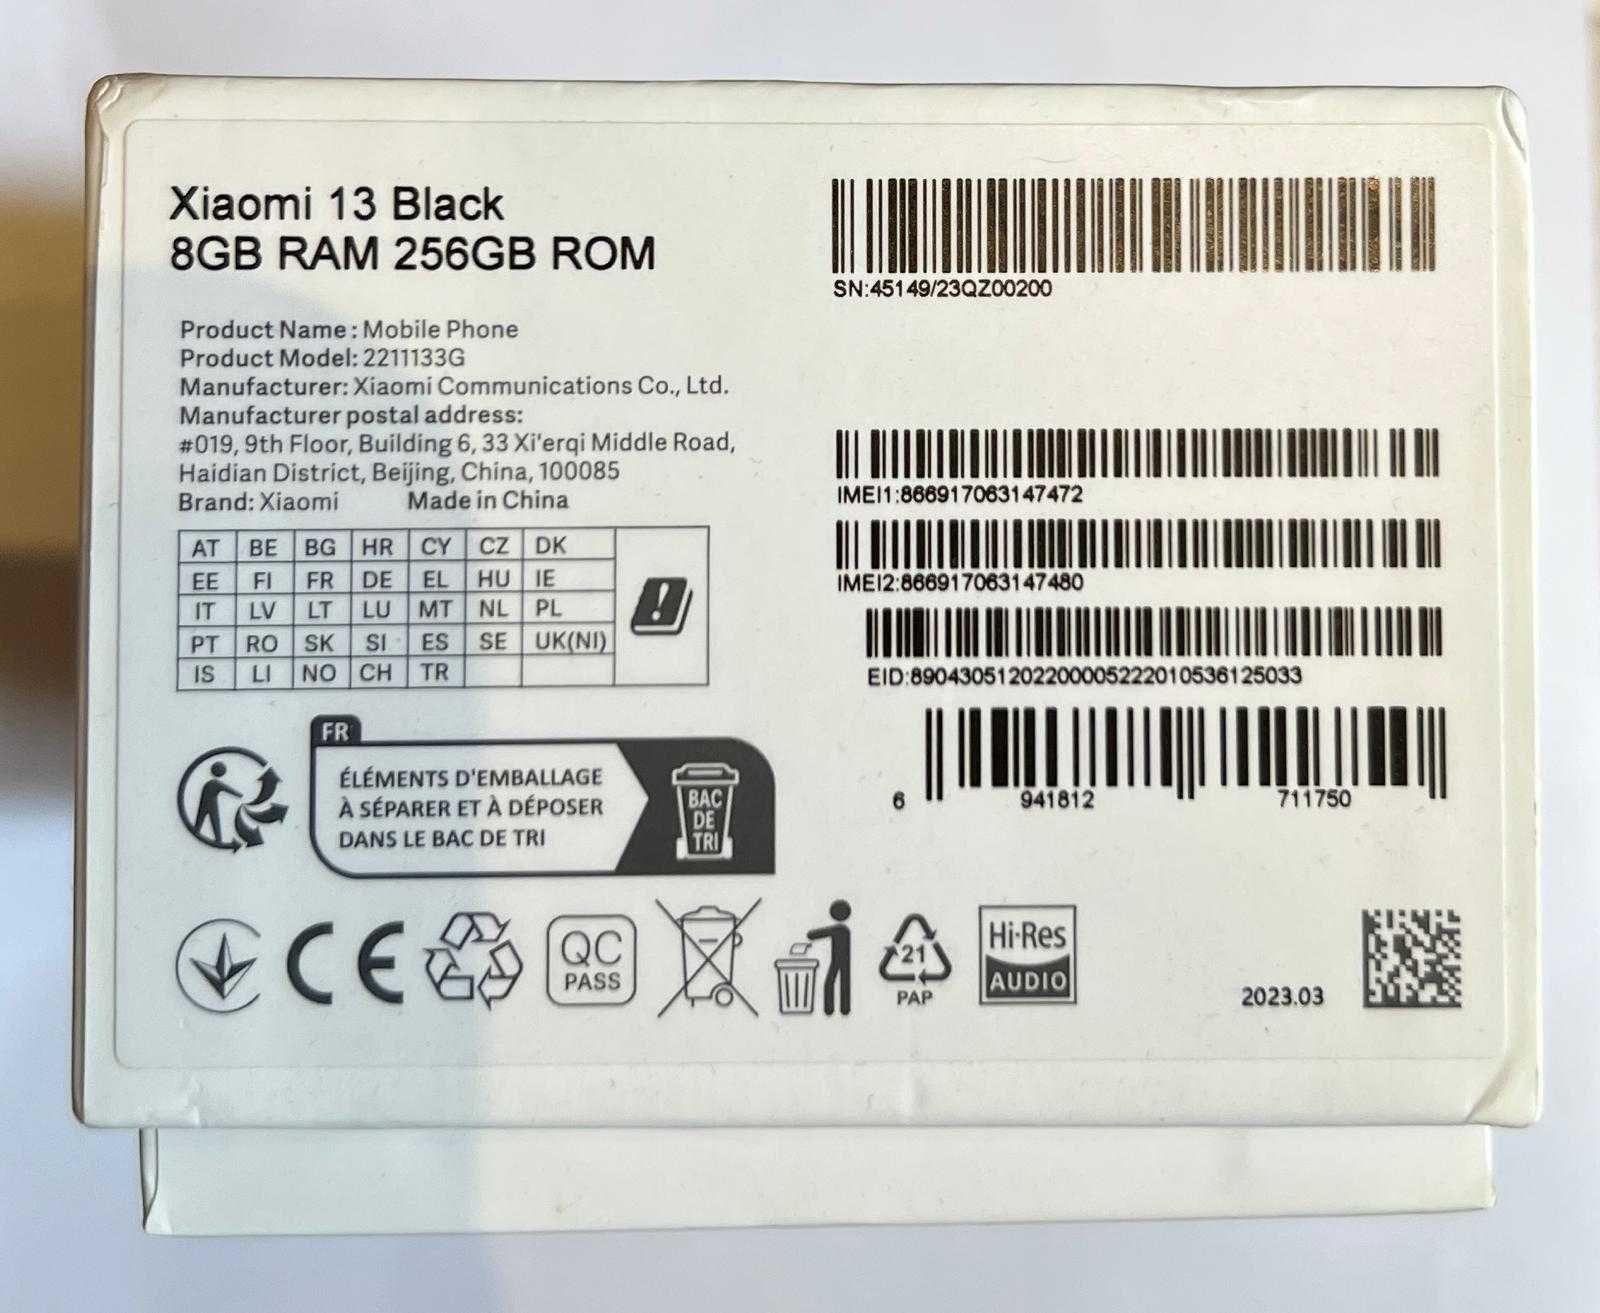 Xiaomi 13 Black
8GB RAM 256GB ROM
Product Name: Mobile Phone
Product Model: 2211133G
Manufacturer: Xiaomi Communications Co., Ltd.
Manufacturer postal address:
#019, 9th Floor, Building 6, 33 Xi'erqi Middle Road,
Haidian District, Beijing, China, 100085
Brand: Xiaomi Made in China
AT BE BG HR CY CZ DK
EE FI FR DE EL HU IE
IT LV LT LU MT NL PL
PT RO SK SI ES SE UK(NI)
IS LI NO CH TR
FR
ÉLÉMENTS D'EMBALLAGE
À SÉPARER ET À DÉPOSER
DANS LE BAC DE TRI
BAC
DE
TRI
CE
QC
PASS
21
PAP
Hi-Res
AUDIO
SN:45149/23QZ00200
IMEI1:866917063147472
IMEI2:866917063147480
EID:89043051202200005222010536125033
6 941812 711750
2023.03